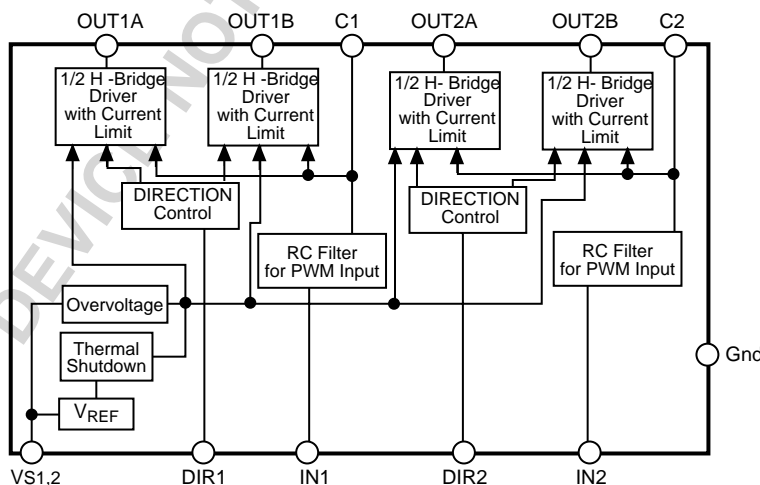 OUT1A
OUT1B
C1
OUT2A
OUT2B
C2
1/2 H -Bridge
Driver
with Current
Limit
1/2 H -Bridge
Driver
with Current
Limit
1/2 H- Bridge
Driver
with Current
Limit
1/2 H- Bridge
Driver
with Current
Limit
DIRECTION
Control
DIRECTION
Control
RC Filter
for PWM Input
RC Filter
for PWM Input
Overvoltage
Thermal
Shutdown
VREF
Gnd
VS1,2
DIR1
IN1
DIR2
IN2
DEVICE NOT